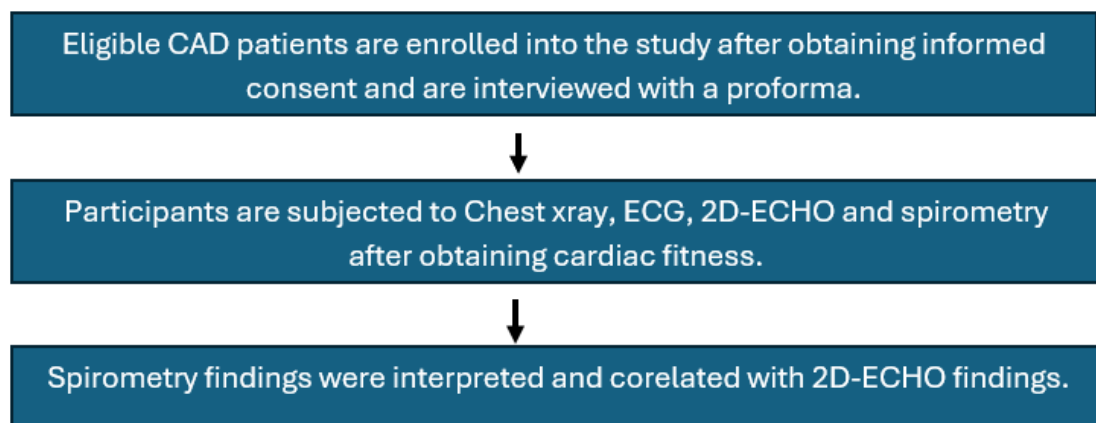 Eligible CAD patients are enrolled into the study after obtaining informed
consent and are interviewed with a proforma.
Participants are subjected to Chest xray, ECG, 2D-ECHO and spirometry
after obtaining cardiac fitness.
Spirometry findings were interpreted and corelated with 2D-ECHO findings.